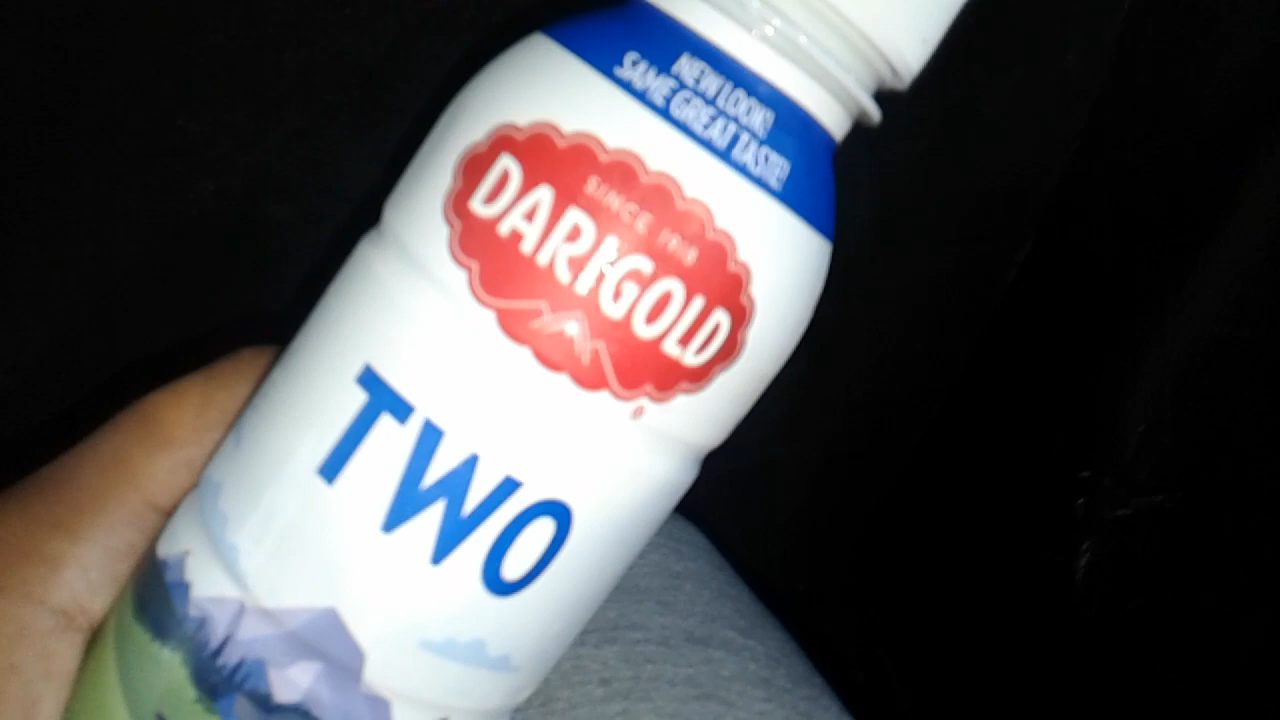 NEW LOOK!
SAME GREAT TASTE!
SINCE 1918
DARIGOLD
TWO